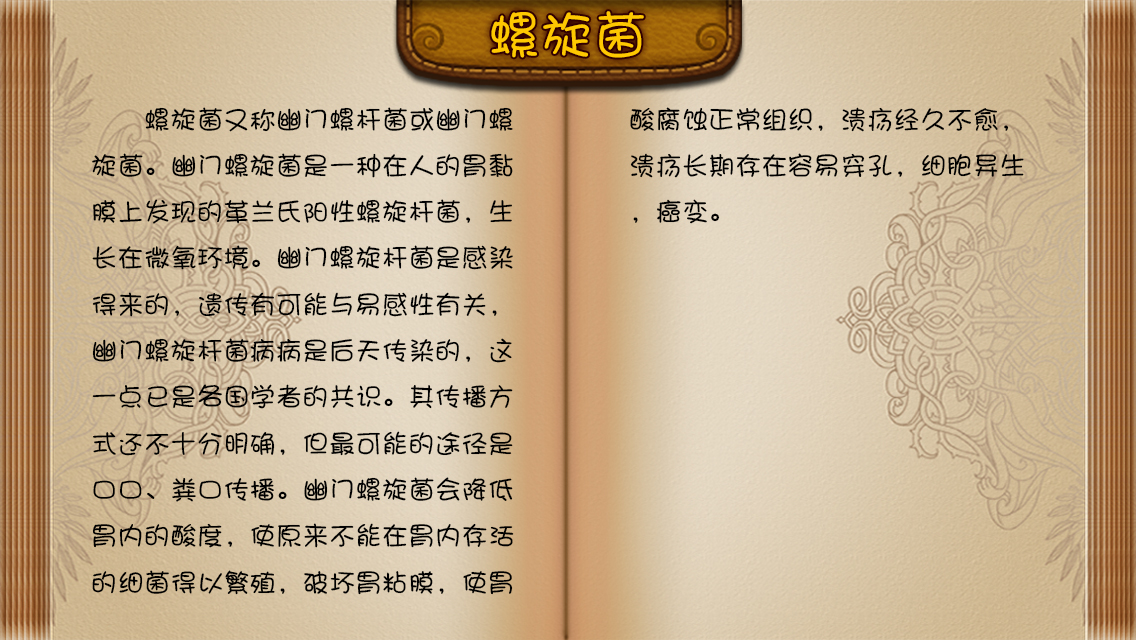 螺旋菌
螺旋菌又称幽门螺杆菌或幽门螺
旋菌。幽门螺旋菌是一种在人的胃黏
膜上发现的革兰氏阳性螺旋杆菌，生
长在微氧环境。幽门螺旋杆菌是感染
得来的，遗传有可能与易感性有关，
幽门螺旋杆菌病病是后天传染的，这
一点已是各国学者的共识。其传播方
式还不十分明确，但最可能的途径是
口口、粪口传播。幽门螺旋菌会降低
胃内的酸度，使原来不能在胃内存活
的细菌得以繁殖，破坏胃粘膜，使胃
酸腐蚀正常组织，溃疡经久不愈，
溃疡长期存在容易穿孔，细胞异生
，癌变。